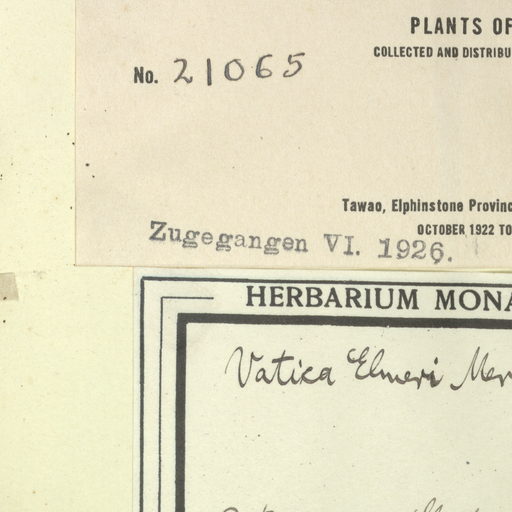 PLANTS OF
COLLECTED AND DISTRIBU
No. 21065
Tawao, Elphinstone Provinc
OCTOBER 1922 TO
Zugegangen VI. 1926.
HERBARIUM MONA
Vatica Elmeri Merr